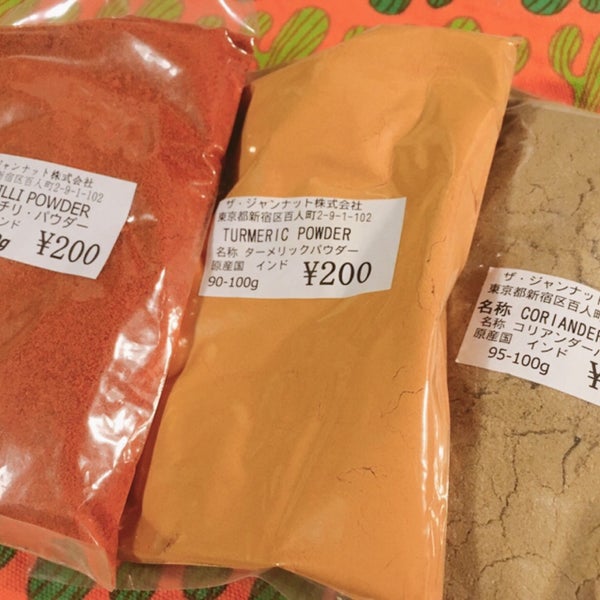 ジャンナット株式会社
新宿区百人町2-9-1-102
ILLI POWDER
チリ・パウダー
インド
g ¥200
ザ・ジャンナット株式会社
東京都新宿区百人町2-9-1-102
TURMERIC POWDER
名称 ターメリックパウダー
原産国 インド ¥200
90-100g
ザ・ジャンナット
東京都新宿区百人町
名称 CORIANDER
名称 コリアンダー
原産国 インド
95-100g ¥